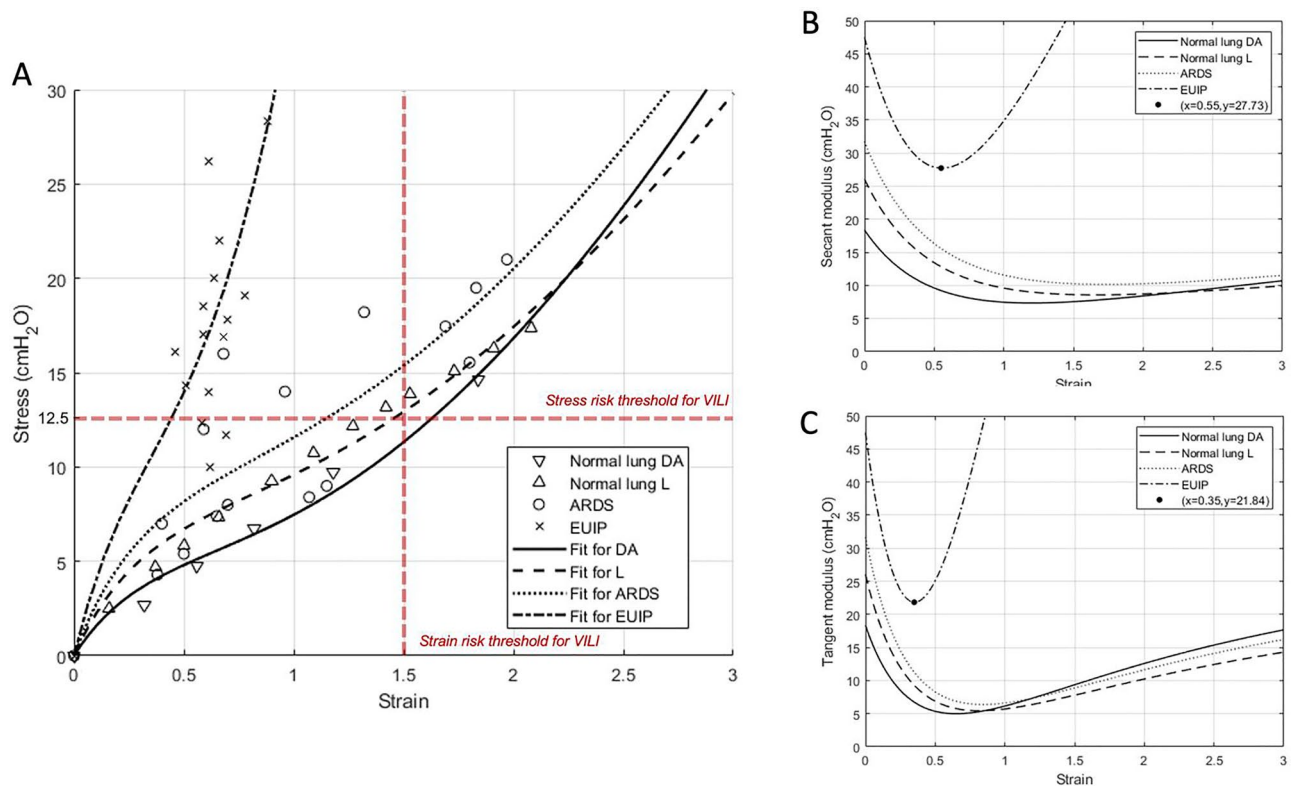 A
Stress (cmH2O)
30
25
20
15
12.5
10
5
0
Stress risk threshold for VILI
Normal lung DA
Normal lung L
ARDS
EUIP
Fit for DA
Fit for L
Fit for ARDS
Fit for EUIP
Strain risk threshold for VILI
0 0.5 1 1.5 2 2.5 3
Strain
B
Secant modulus (cmH2O)
50
45
40
35
30
25
20
15
10
5
0
Normal lung DA
Normal lung L
ARDS
EUIP
(x=0.55,y=27.73)
0 0.5 1 1.5 2 2.5 3
Strain
C
Tangent modulus (cmH2O)
50
45
40
35
30
25
20
15
10
5
0
Normal lung DA
Normal lung L
ARDS
EUIP
(x=0.35,y=21.84)
0 0.5 1 1.5 2 2.5 3
Strain